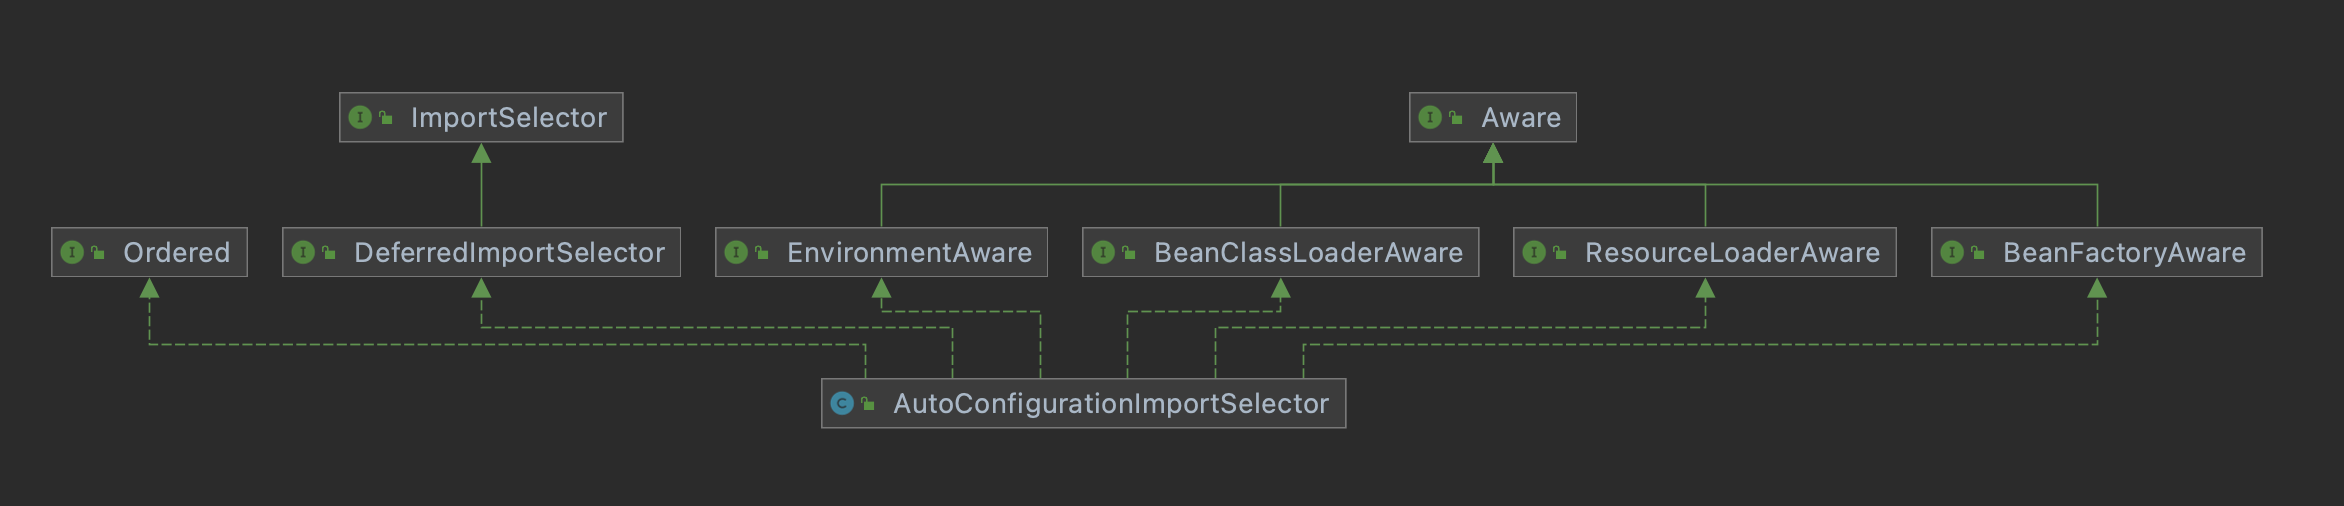 I ImportSelector
I Aware
I Ordered
I DeferredImportSelector
I EnvironmentAware
I BeanClassLoaderAware
I ResourceLoaderAware
I BeanFactoryAware
C AutoConfigurationImportSelector